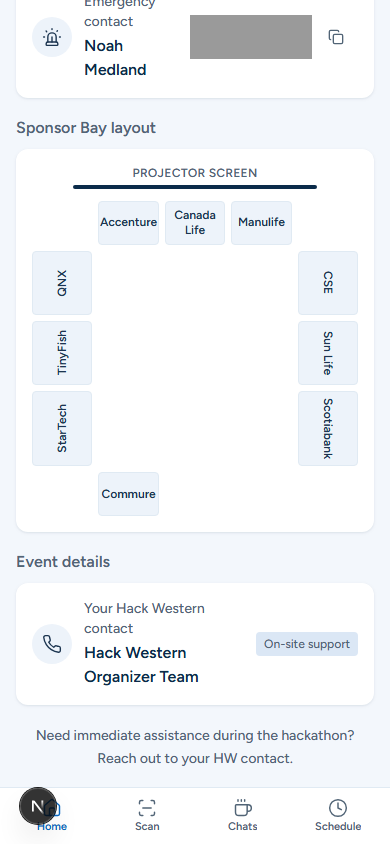 Emergency
contact
Noah
Medland
Sponsor Bay layout
PROJECTOR SCREEN
Accenture
Canada
Life
Manulife
QNX
CSE
TinyFish
Sun Life
StarTech
Scotiabank
Commure
Event details
Your Hack Western
contact
Hack Western
Organizer Team
On-site support
Need immediate assistance during the hackathon?
Reach out to your HW contact.
N
Home
Scan
Chats
Schedule